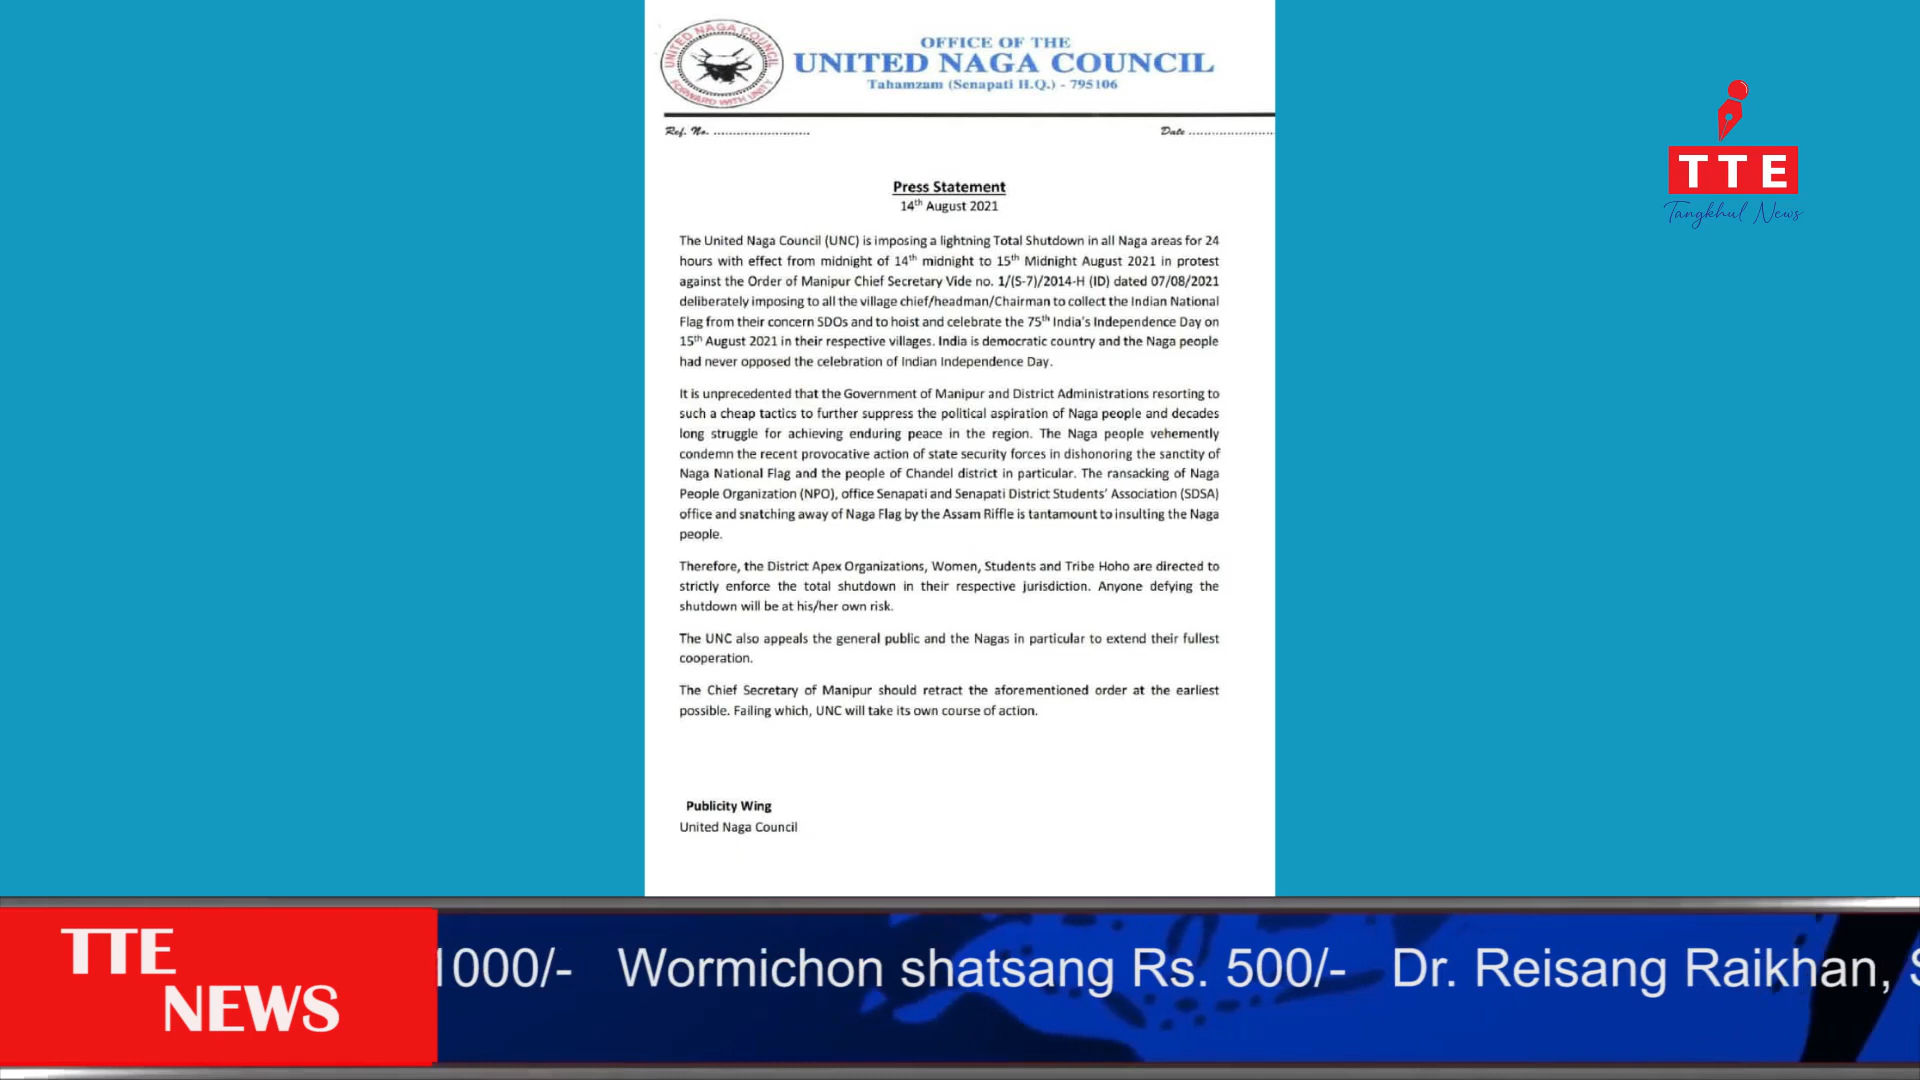 UNITED NAGA COUNCIL
FORWARD WITH UNITY
OFFICE OF THE
UNITED NAGA COUNCIL
Tahamzam (Senapati H.Q.) - 795106
Ref. No. ........................
Date ......................
Press Statement
14th August 2021
The United Naga Council (UNC) is imposing a lightning Total Shutdown in all Naga areas for 24
hours with effect from midnight of 14th midnight to 15th Midnight August 2021 in protest
against the Order of Manipur Chief Secretary Vide no. 1/(S-7)/2014-H (ID) dated 07/08/2021
deliberately imposing to all the village chief/headman/Chairman to collect the Indian National
Flag from their concern SDOs and to hoist and celebrate the 75th India's Independence Day on
15th August 2021 in their respective villages. India is democratic country and the Naga people
had never opposed the celebration of Indian Independence Day.
It is unprecedented that the Government of Manipur and District Administrations resorting to
such a cheap tactics to further suppress the political aspiration of Naga people and decades
long struggle for achieving enduring peace in the region. The Naga people vehemently
condemn the recent provocative action of state security forces in dishonoring the sanctity of
Naga National Flag and the people of Chandel district in particular. The ransacking of Naga
People Organization (NPO), office Senapati and Senapati District Students' Association (SDSA)
office and snatching away of Naga Flag by the Assam Riffle is tantamount to insulting the Naga
people.
Therefore, the District Apex Organizations, Women, Students and Tribe Hoho are directed to
strictly enforce the total shutdown in their respective jurisdiction. Anyone defying the
shutdown will be at his/her own risk.
The UNC also appeals the general public and the Nagas in particular to extend their fullest
cooperation.
The Chief Secretary of Manipur should retract the aforementioned order at the earliest
possible. Failing which, UNC will take its own course of action.
Publicity Wing
United Naga Council
TTE
Tangkhul News
TTE
NEWS
1000/- Wormichon shatsang Rs. 500/- Dr. Reisang Raikhan, S